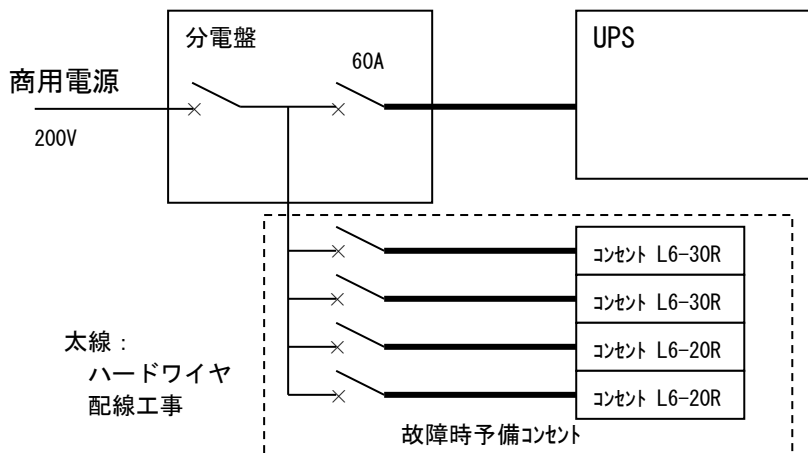 分電盤
UPS
60A
商用電源
200V
コンセント L6-30R
コンセント L6-30R
コンセント L6-20R
コンセント L6-20R
太線：
ハードワイヤ
配線工事
故障時予備コンセント